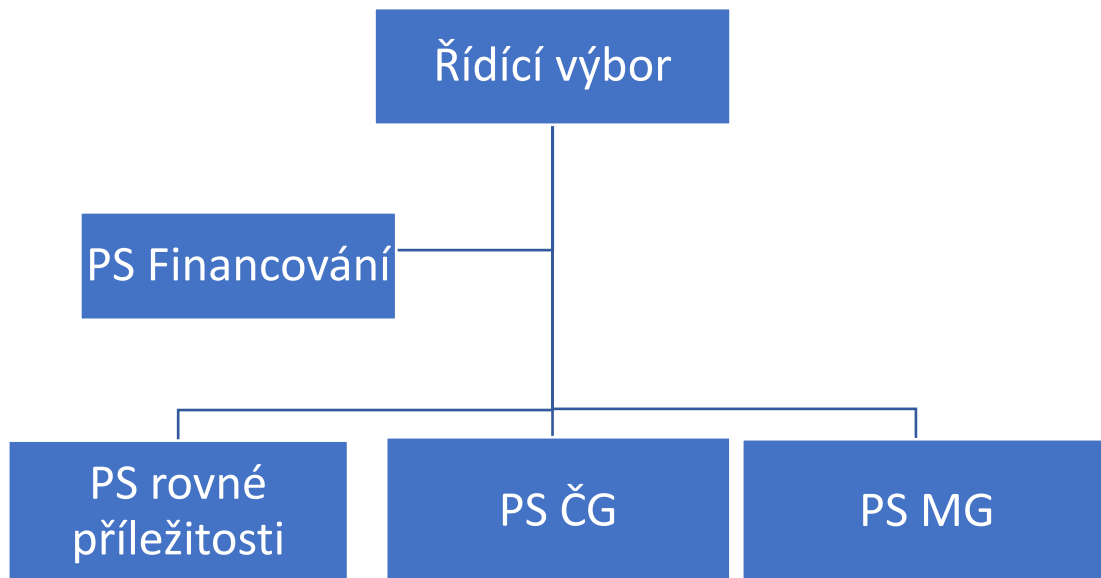 Řídící výbor
PS Financování
PS rovné
příležitosti
PS ČG
PS MG